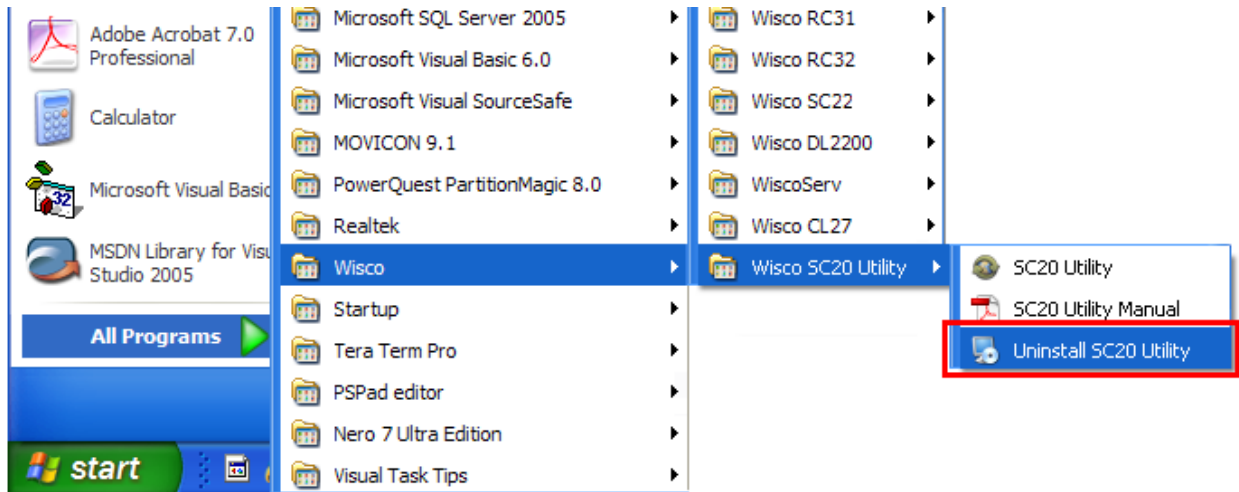 Adobe Acrobat 7.0
Professional
Calculator
Microsoft Visual Basic
MSDN Library for Visu
Studio 2005
All Programs
start
Microsoft SQL Server 2005
Microsoft Visual Basic 6.0
Microsoft Visual SourceSafe
MOVICON 9.1
PowerQuest PartitionMagic 8.0
Realtek
Wisco
Startup
Tera Term Pro
PSPad editor
Nero 7 Ultra Edition
Visual Task Tips
Wisco RC31
Wisco RC32
Wisco SC22
Wisco DL2200
WiscoServ
Wisco CL27
Wisco SC20 Utility
SC20 Utility
SC20 Utility Manual
Uninstall SC20 Utility